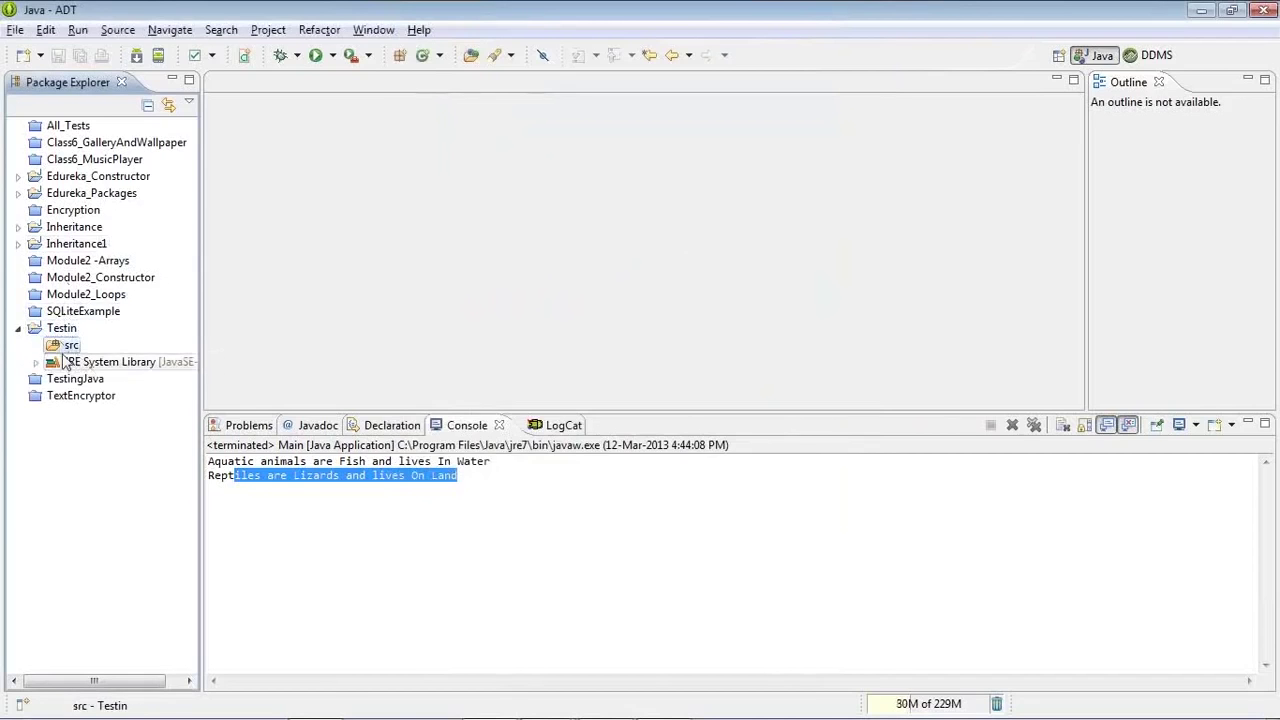 Java - ADT
File Edit Run Source Navigate Search Project Refactor Window Help
Java DDMS
Package Explorer
All_Tests
Class6_GalleryAndWallpaper
Class6_MusicPlayer
Edureka_Constructor
Edureka_Packages
Encryption
Inheritance
Inheritance1
Module2 -Arrays
Module2_Constructor
Module2_Loops
SQLiteExample
Testin
src
RE System Library [JavaSE-
TestingJava
TextEncryptor
Outline
An outline is not available.
Problems Javadoc Declaration Console LogCat
<terminated> Main [Java Application] C:\Program Files\Java\jre7\bin\javaw.exe (12-Mar-2013 4:44:08 PM)
Aquatic animals are Fish and lives In Water
Reptiles are Lizards and lives On Land
src - Testin
30M of 229M